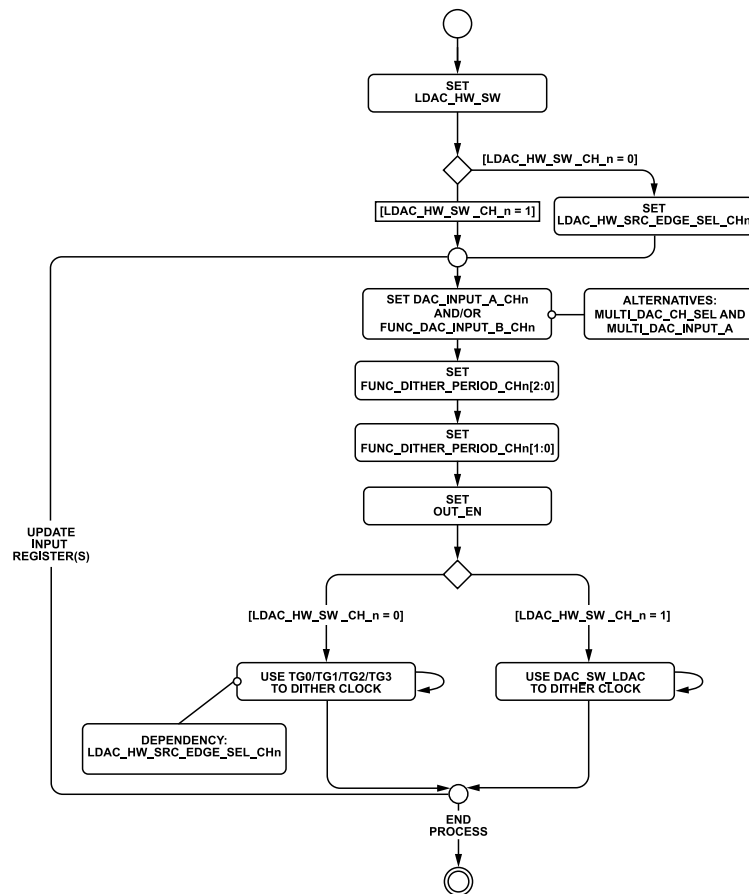 SET
LDAC_HW_SW
[LDAC_HW_SW _CH_n = 0]
[LDAC_HW_SW _CH_n = 1]
SET
LDAC_HW_SRC_EDGE_SEL_CHn
SET DAC_INPUT_A_CHn
AND/OR
FUNC_DAC_INPUT_B_CHn
ALTERNATIVES:
MULTI_DAC_CH_SEL AND
MULTI_DAC_INPUT_A
SET
FUNC_DITHER_PERIOD_CHn[2:0]
SET
FUNC_DITHER_PERIOD_CHn[1:0]
SET
OUT_EN
UPDATE
INPUT
REGISTER(S)
[LDAC_HW_SW _CH_n = 0]
[LDAC_HW_SW _CH_n = 1]
USE TG0/TG1/TG2/TG3
TO DITHER CLOCK
USE DAC_SW_LDAC
TO DITHER CLOCK
DEPENDENCY:
LDAC_HW_SRC_EDGE_SEL_CHn
END
PROCESS